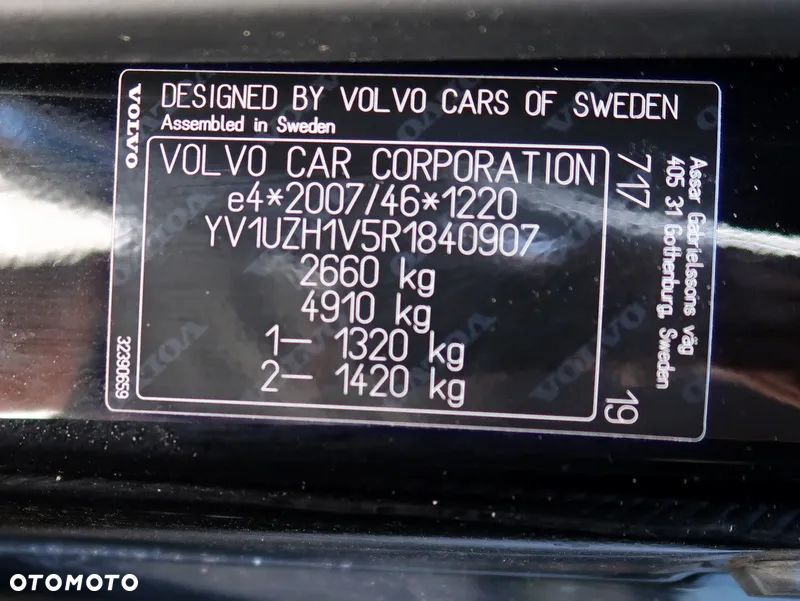 VOLVO
DESIGNED BY VOLVO CARS OF SWEDEN
Assembled in Sweden
VOLVO CAR CORPORATION
e4*2007/46*1220
YV1UZH1V5R1840907
2660 kg
4910 kg
1— 1320 kg
2— 1420 kg
32390659
717
19
Assar Gabrielssons väg
405 31 Gothenburg, Sweden
OTOMOTO